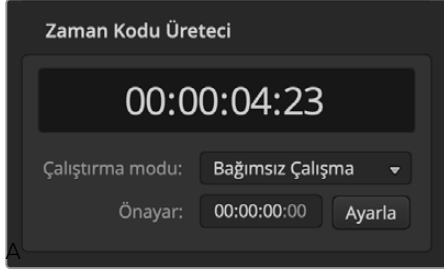 Zaman Kodu Üreteci
00:00:04:23
Çalıştırma modu: Bağımsız Çalışma
Önayar: 00:00:00:00 Ayarla
A